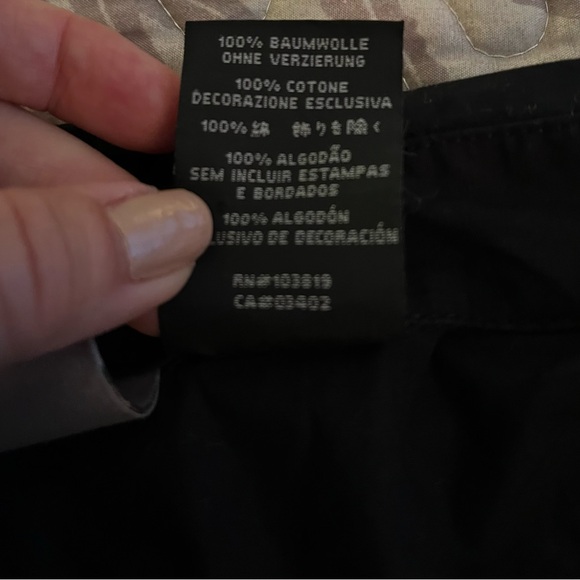 100% BAUMWOLLE
OHNE VERZIERUNG
100% COTONE
DECORAZIONE ESCLUSIVA
100% 綿 飾りを除く
100% ALGODÃO
SEM INCLUIR ESTAMPAS
E BORDADOS
100% ALGODÓN
LUSIVO DE DECORACIÓN
RN#103819
CA#03402